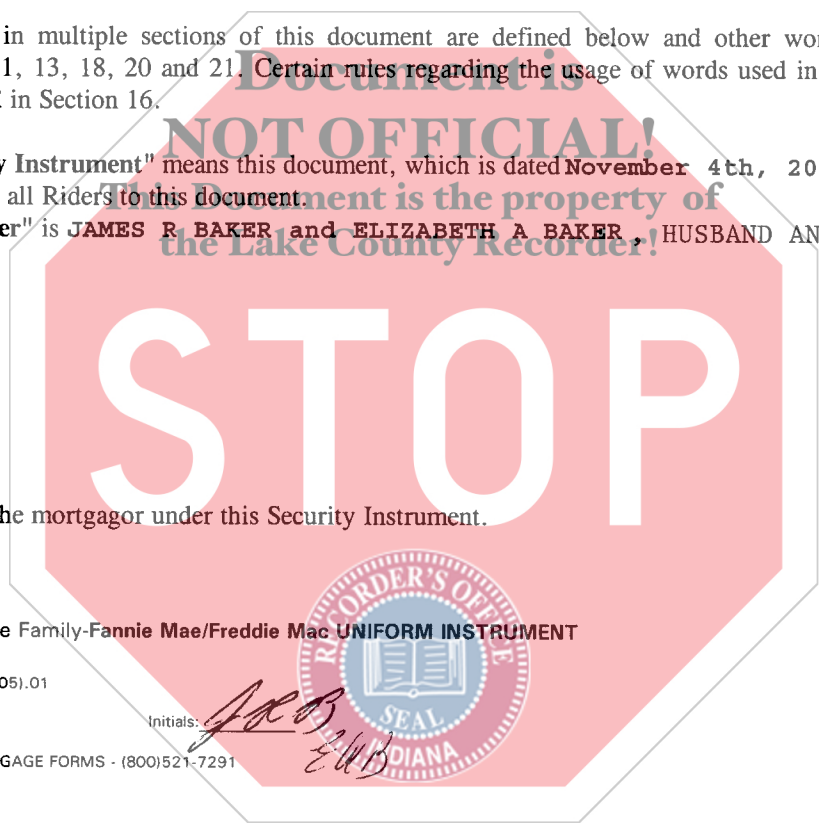 in multiple sections of this document are defined below and other wor
1, 13, 18, 20 and 21. Certain rules regarding the usage of words used in
in Section 16.
Document is
NOT OFFICIAL!
This Document is the property of
the Lake County Recorder!
y Instrument" means this document, which is dated November 4th, 20
all Riders to this document.
er" is JAMES R BAKER and ELIZABETH A BAKER , HUSBAND AN
STOP
he mortgagor under this Security Instrument.
RECORDER'S OFFICE
SEAL
INDIANA
e Family-Fannie Mae/Freddie Mac UNIFORM INSTRUMENT
05).01
Initials: JRB
EWB
GAGE FORMS - (800)521-7291